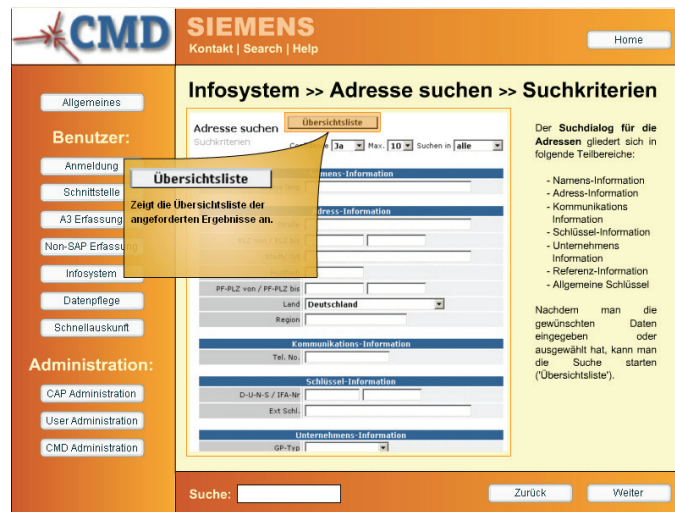 CMD
SIEMENS
Kontakt | Search | Help
Home
Allgemeines
Benutzer:
Anmeldung
Schnittstelle
A3 Erfassung
Non-SAP Erfassung
Infosystem
Datenpflege
Schnellauskunft
Administration:
CAP Administration
User Administration
CMD Administration
Infosystem >> Adresse suchen >> Suchkriterien
Adresse suchen
Übersichtsliste
Suchkriterien
Ja
Max. 10 Suchen in alle
Namens-Information
Adress-Information
Übersichtsliste
Zeigt die Übersichtsliste der
angeforderten Ergebnisse an.
PF-PLZ von / PF-PLZ bis
Land Deutschland
Region
Kommunikations-Information
Tel. No.
Schlüssel-Information
D-U-N-S / IFA-Nr
Ext Schl.
Unternehmens-Information
GP-Typ
Der Suchdialog für die
Adressen gliedert sich in
folgende Teilbereiche:
- Namens-Information
- Adress-Information
- Kommunikations
Information
- Schlüssel-Information
- Unternehmens
Information
- Referenz-Information
- Allgemeine Schlüssel
Nachdem man die
gewünschten Daten
eingegeben oder
ausgewählt hat, kann man
die Suche starten
('Übersichtsliste').
Suche:
Zurück
Weiter